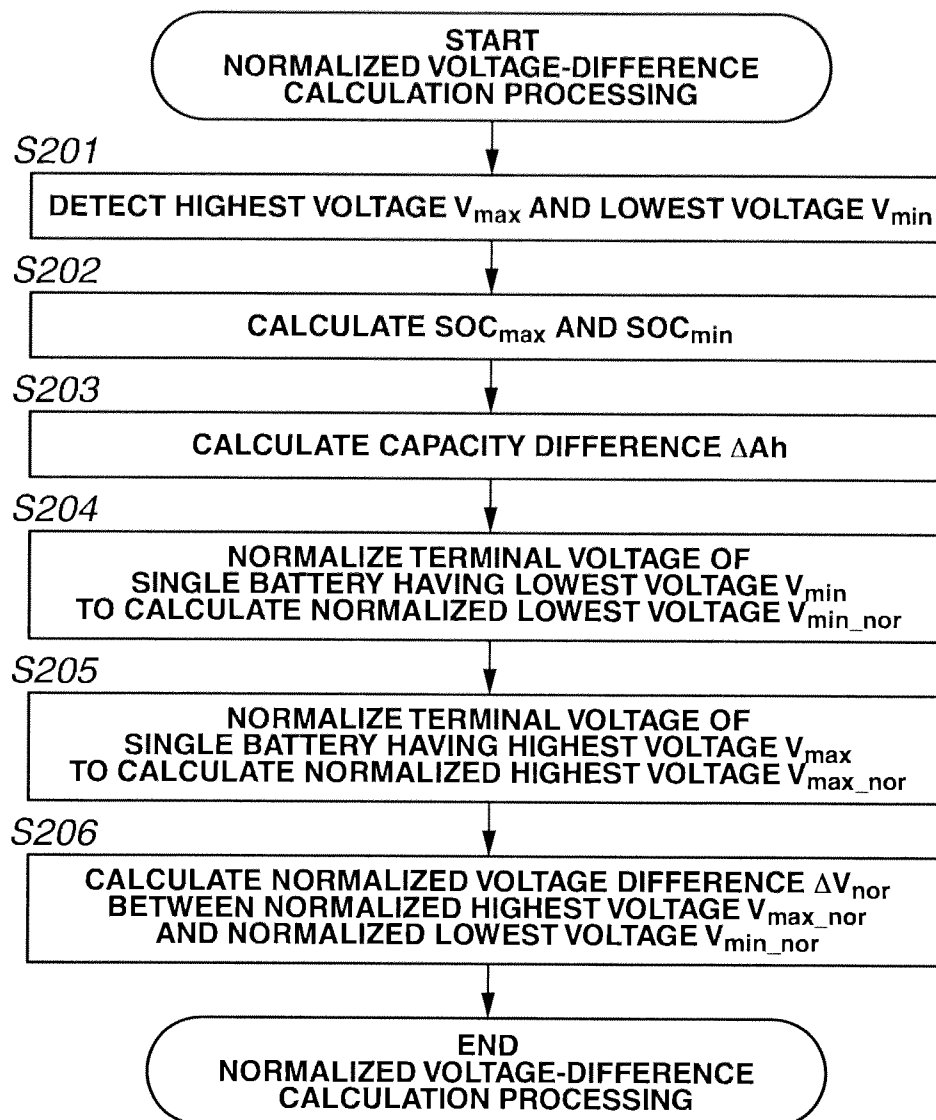 START
NORMALIZED VOLTAGE-DIFFERENCE
CALCULATION PROCESSING
S201
DETECT HIGHEST VOLTAGE Vmax AND LOWEST VOLTAGE Vmin
S202
CALCULATE SOCmax AND SOCmin
S203
CALCULATE CAPACITY DIFFERENCE ΔAh
S204
NORMALIZE TERMINAL VOLTAGE OF
SINGLE BATTERY HAVING LOWEST VOLTAGE Vmin
TO CALCULATE NORMALIZED LOWEST VOLTAGE Vmin_nor
S205
NORMALIZE TERMINAL VOLTAGE OF
SINGLE BATTERY HAVING HIGHEST VOLTAGE Vmax
TO CALCULATE NORMALIZED HIGHEST VOLTAGE Vmax_nor
S206
CALCULATE NORMALIZED VOLTAGE DIFFERENCE ΔVnor
BETWEEN NORMALIZED HIGHEST VOLTAGE Vmax_nor
AND NORMALIZED LOWEST VOLTAGE Vmin_nor
END
NORMALIZED VOLTAGE-DIFFERENCE
CALCULATION PROCESSING